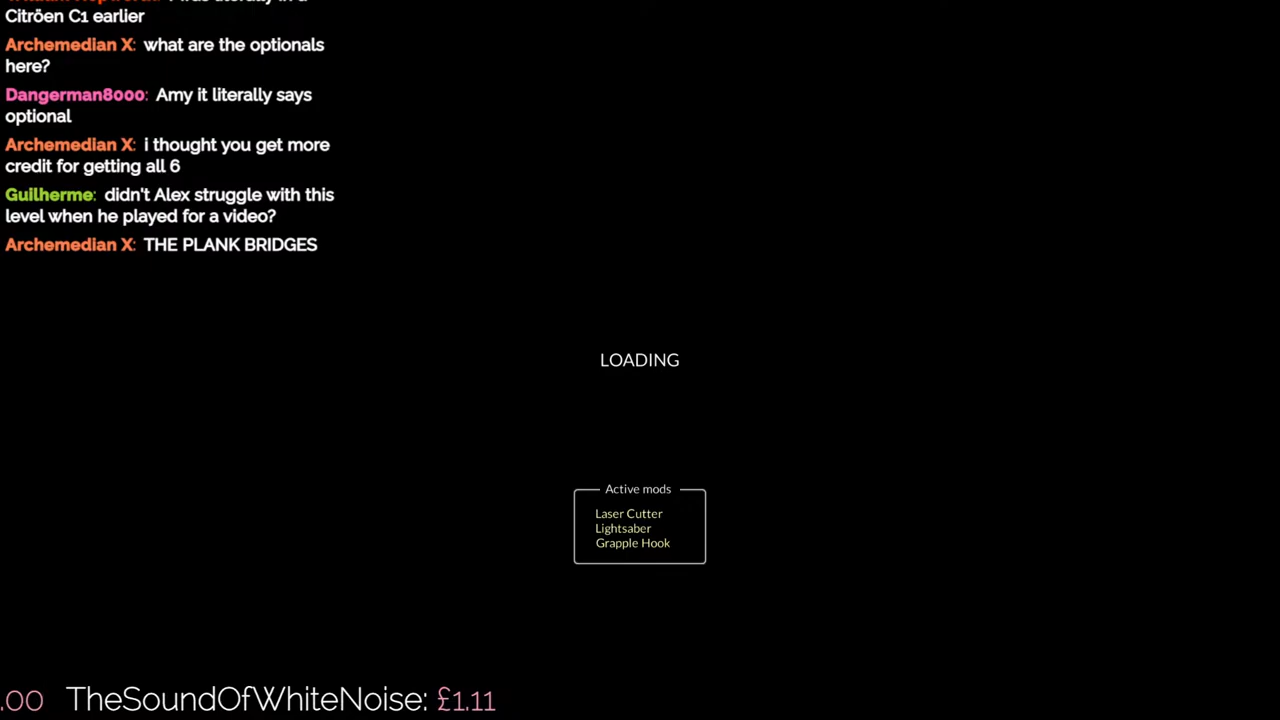 Citröen C1 earlier
Archemedian X: what are the optionals
here?
Dangerman8000: Amy it literally says
optional
Archemedian X: i thought you get more
credit for getting all 6
Guilherme: didn't Alex struggle with this
level when he played for a video?
Archemedian X: THE PLANK BRIDGES
LOADING
Active mods
Laser Cutter
Lightsaber
Grapple Hook
.00 TheSoundOfWhiteNoise: £1.11